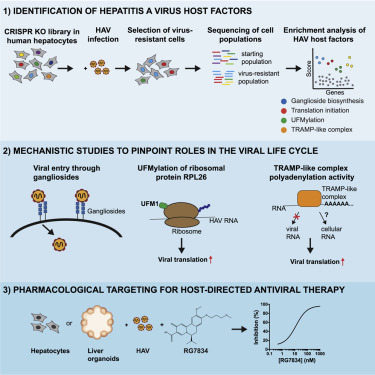 1) IDENTIFICATION OF HEPATITIS A VIRUS HOST FACTORS
CRISPR KO library in
human hepatocytes
HAV
infection
Selection of virus-
resistant cells
Sequencing of cell
populations
Enrichment analysis of
HAV host factors
+
starting
population
virus-resistant
population
Score
Genes
Ganglioside biosynthesis
Translation initiation
UFMylation
TRAMP-like complex
2) MECHANISTIC STUDIES TO PINPOINT ROLES IN THE VIRAL LIFE CYCLE
Viral entry through
gangliosides
Gangliosides
UFMylation of ribosomal
protein RPL26
UFM1
HAV RNA
Ribosome
Viral translation
TRAMP-like complex
polyadenylation activity
TRAMP-like
complex
RNA
AAAAAA...
?
viral
RNA
cellular
RNA
Viral translation
3) PHARMACOLOGICAL TARGETING FOR HOST-DIRECTED ANTIVIRAL THERAPY
or
+
+
Hepatocytes
Liver
organoids
HAV
RG7834
Inhibition (%)
100
80
60
40
20
0
0.1 1 10 100 1000
[RG7834] (nM)